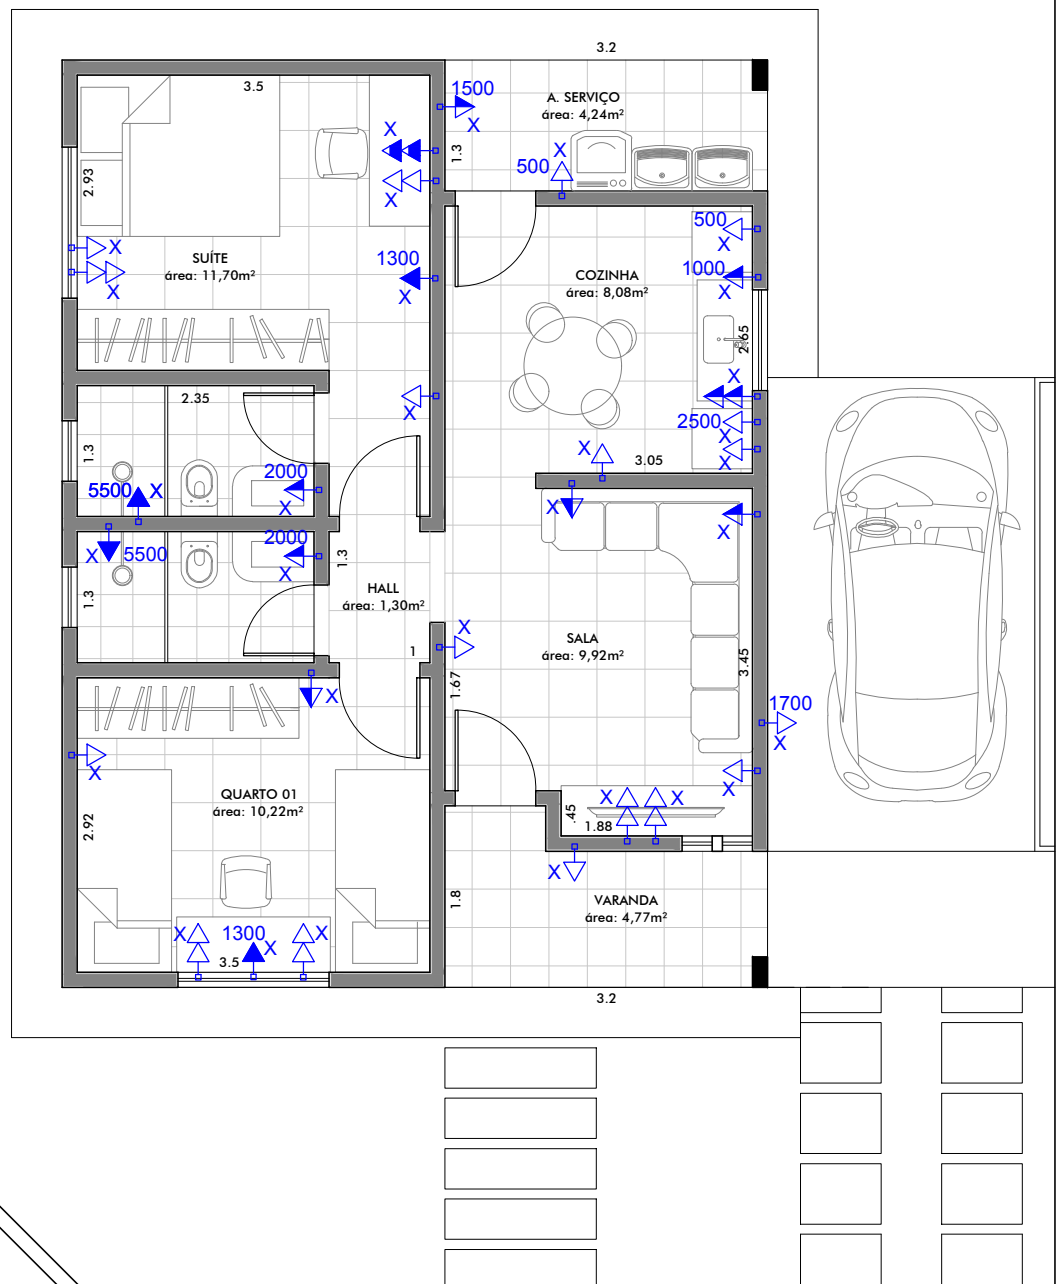 3.2
3.5
1500
X
A. SERVIÇO
área: 4,24m²
X
1.3
X
500
2.93
X
500
X
X
SUÍTE
área: 11,70m²
X
1300
X
COZINHA
área: 8,08m²
1000
X
2.65
X
2.35
X
2500
X
X
X
3.05
1.3
5500
X
2000
X
X
X
2000
X
X
5500
1.3
1.3
HALL
área: 1,30m²
X
SALA
área: 9,92m²
1
3.45
1.67
X
1700
X
X
X
QUARTO 01
área: 10,22m²
2.92
X
X
.45
1.88
X
VARANDA
área: 4,77m²
1.8
X
1300
X
X
3.5
3.2